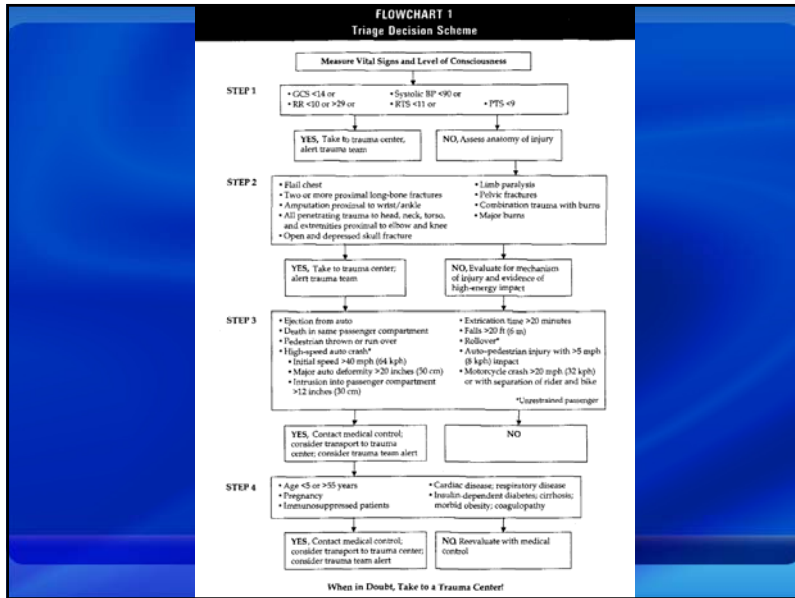 FLOWCHART 1
Triage Decision Scheme
Measure Vital Signs and Level of Consciousness
STEP 1
• GCS <14 or
• RR <10 or >29 or
• Systolic BP <90 or
• RTS <11 or
• PTS <9
YES, Take to trauma center,
alert trauma team
NO, Assess anatomy of injury
STEP 2
• Flail chest
• Two or more proximal long-bone fractures
• Amputation proximal to wrist/ankle
• All penetrating trauma to head, neck, torso,
and extremities proximal to elbow and knee
• Open and depressed skull fracture
• Limb paralysis
• Pelvic fractures
• Combination trauma with burns
• Major burns
YES, Take to trauma center;
alert trauma team
NO, Evaluate for mechanism
of injury and evidence of
high-energy impact
STEP 3
• Ejection from auto
• Death in same passenger compartment
• Pedestrian thrown or run over
• High-speed auto crash*
• Initial speed >40 mph (64 kph)
• Major auto deformity >20 inches (50 cm)
• Intrusion into passenger compartment
>12 inches (30 cm)
• Extrication time >20 minutes
• Falls >20 ft (6 m)
• Rollover*
• Auto-pedestrian injury with >5 mph
(8 kph) impact
• Motorcycle crash >20 mph (32 kph)
or with separation of rider and bike
*Unrestrained passenger
YES, Contact medical control;
consider transport to trauma
center; consider trauma team alert
NO
STEP 4
• Age <5 or >55 years
• Pregnancy
• Immunosuppressed patients
• Cardiac disease; respiratory disease
• Insulin-dependent diabetes; cirrhosis;
morbid obesity; coagulopathy
YES, Contact medical control;
consider transport to trauma center;
consider trauma team alert
NO, Reevaluate with medical
control
When in Doubt, Take to a Trauma Center!